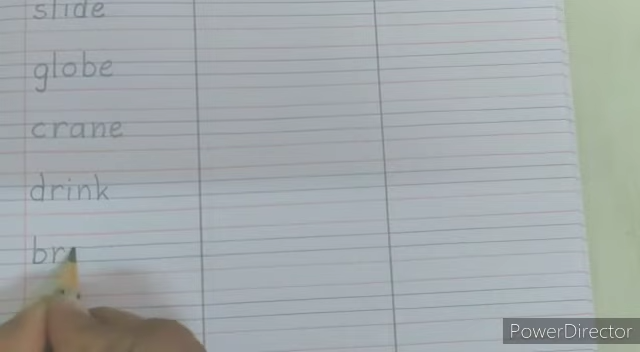 slide
globe
crane
drink
br
PowerDirector